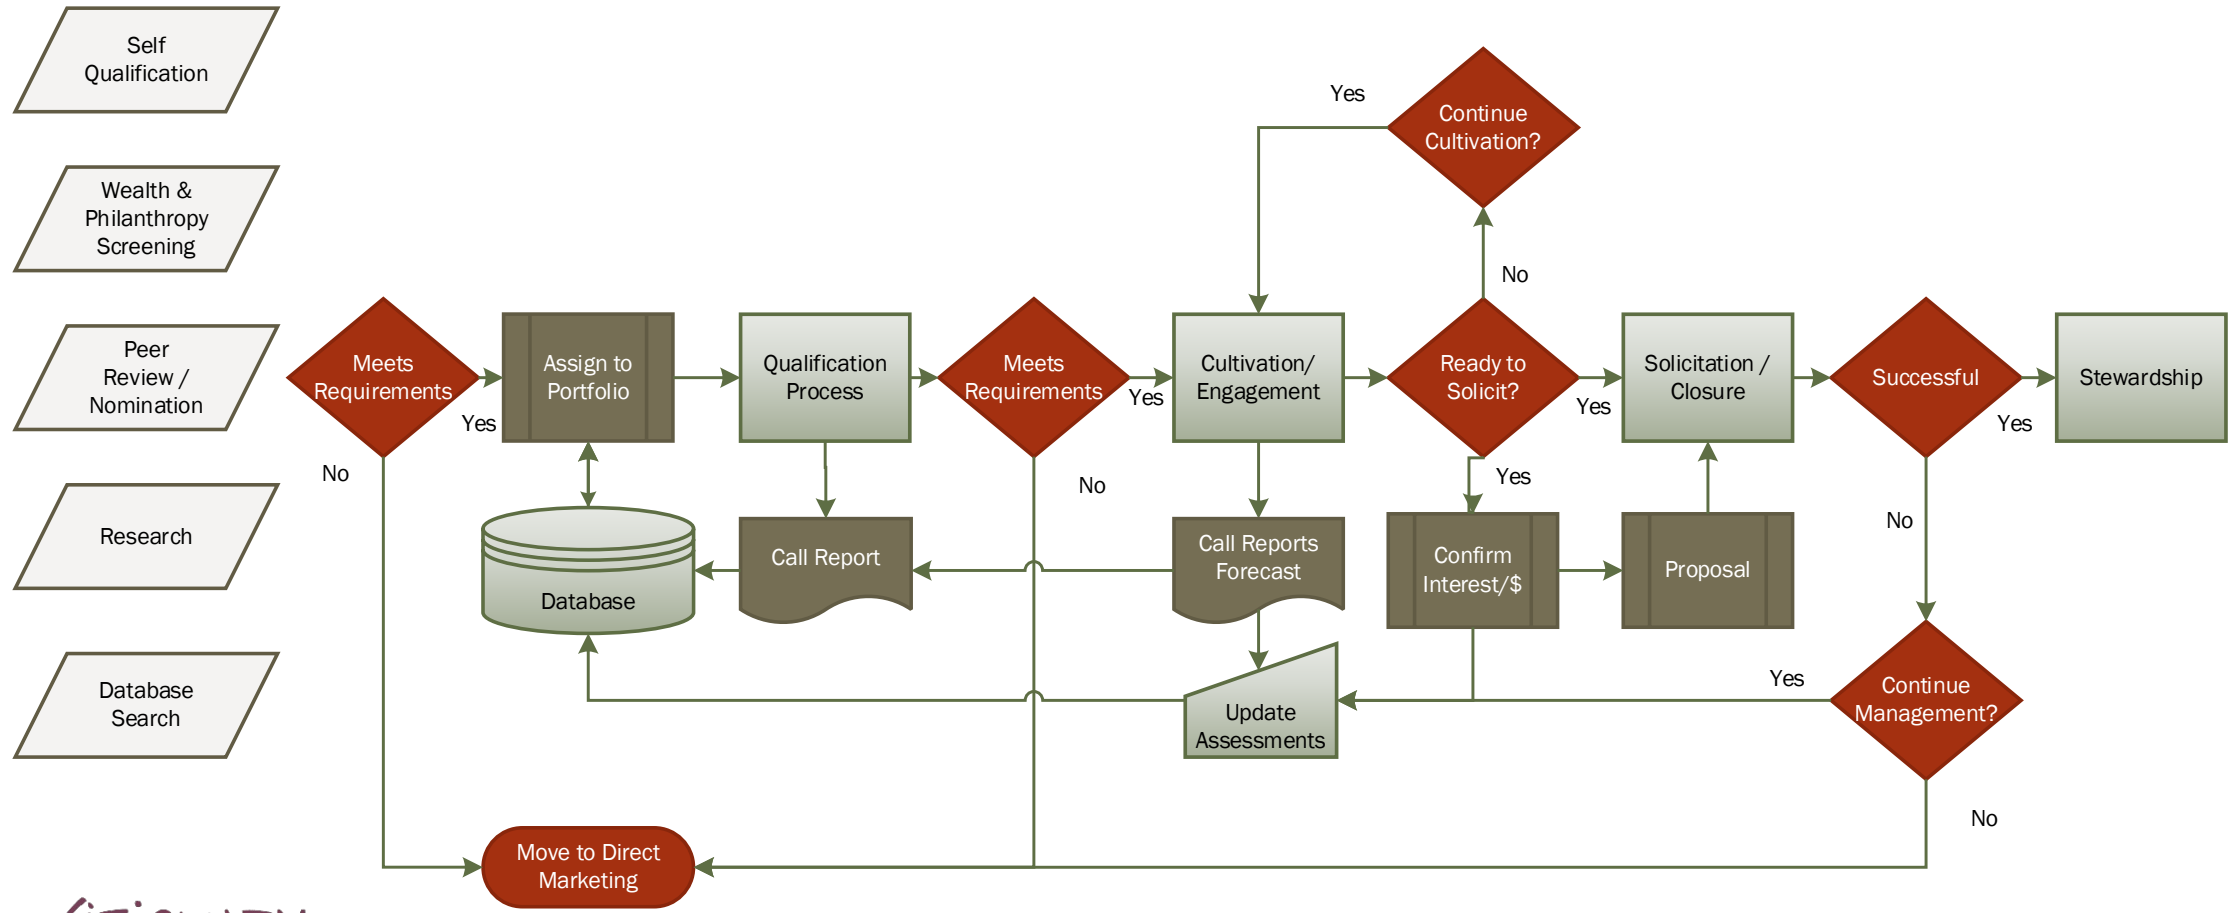 Self
Qualification
Wealth &
Philanthropy
Screening
Peer
Review /
Nomination
Research
Database
Search
Meets
Requirements
Yes
No
Assign to
Portfolio
Qualification
Process
Meets
Requirements
Yes
No
Cultivation/
Engagement
Ready to
Solicit?
No
Continue
Cultivation?
Yes
Yes
Yes
Solicitation /
Closure
Successful
Yes
No
Stewardship
Database
Call Report
Call Reports
Forecast
Confirm
Interest/$
Proposal
Update
Assessments
Yes
Continue
Management?
No
Move to Direct
Marketing